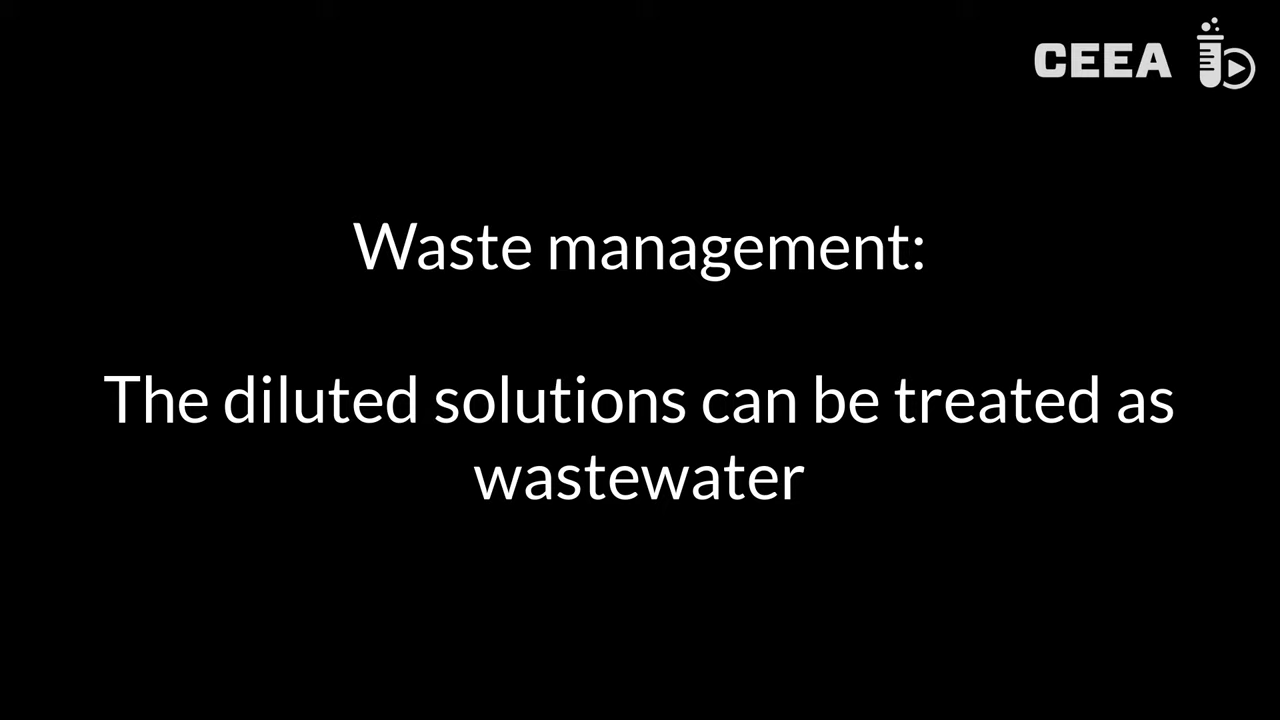 CEEA
Waste management:
The diluted solutions can be treated as
wastewater